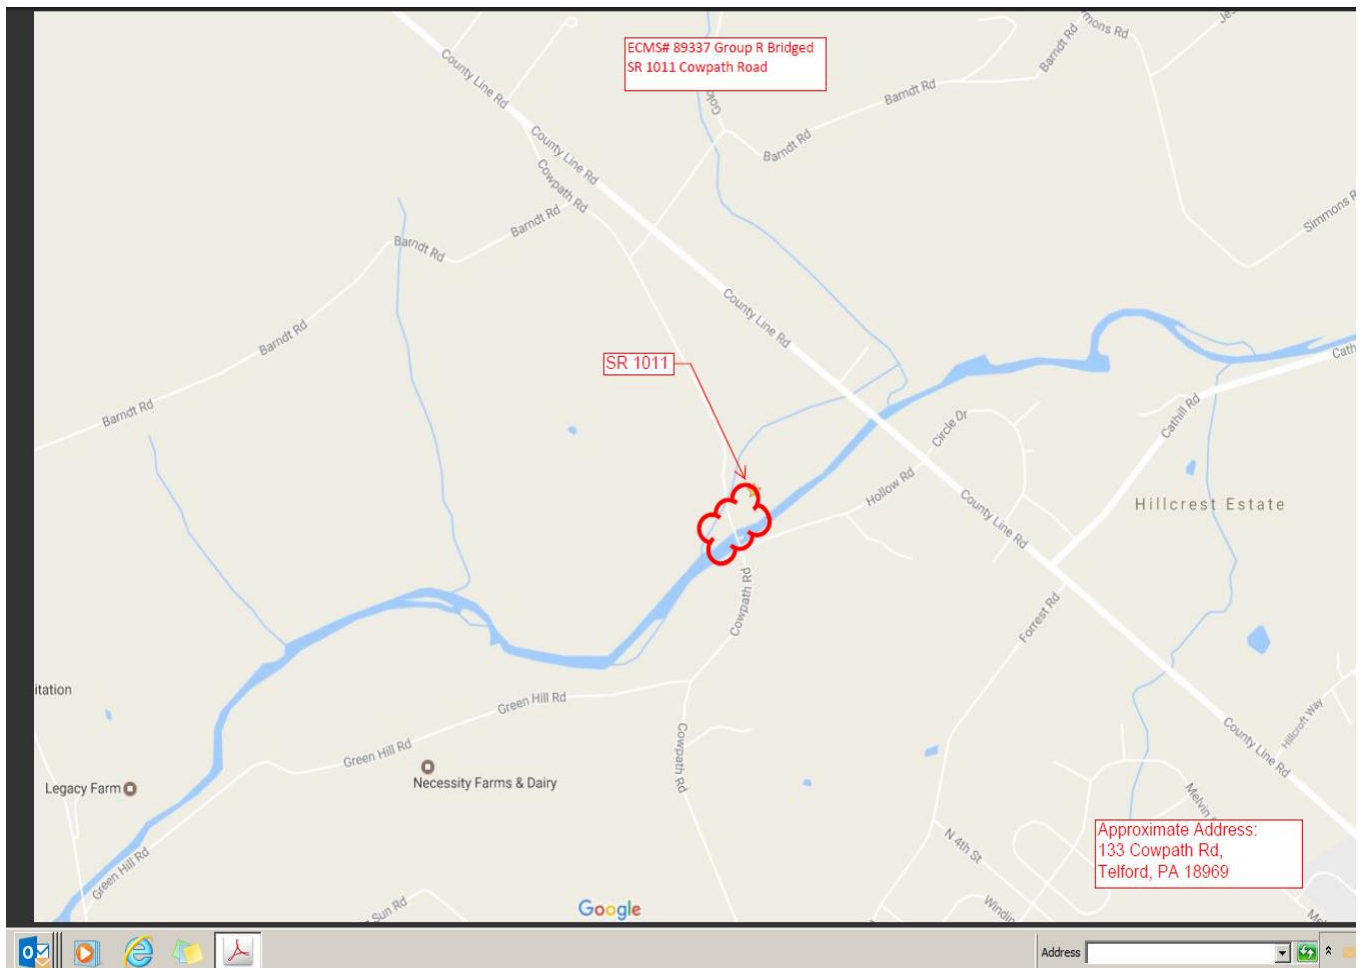 ECMS# 89337 Group R Bridged
SR 1011 Cowpath Road
County Line Rd
Barndt Rd
County Line Rd
Barndt Rd
Barndt Rd
Cowpath Rd
Simmons
Barndt Rd
Barndt Rd
County Line Rd
Barndt Rd
SR 1011
Barndt Rd
Cathill Rd
Circle Dr
Hollow Rd
County Line Rd
Hillcrest Estate
Cowpath Rd
Forrest Rd
Green Hill Rd
Hillcroft Way
County Line Rd
Green Hill Rd
Cowpath Rd
Legacy Farm
Necessity Farms & Dairy
Melvin
Approximate Address:
133 Cowpath Rd,
Telford, PA 18969
N 4th St
Green Hill Rd
Sun Rd
Google
Address